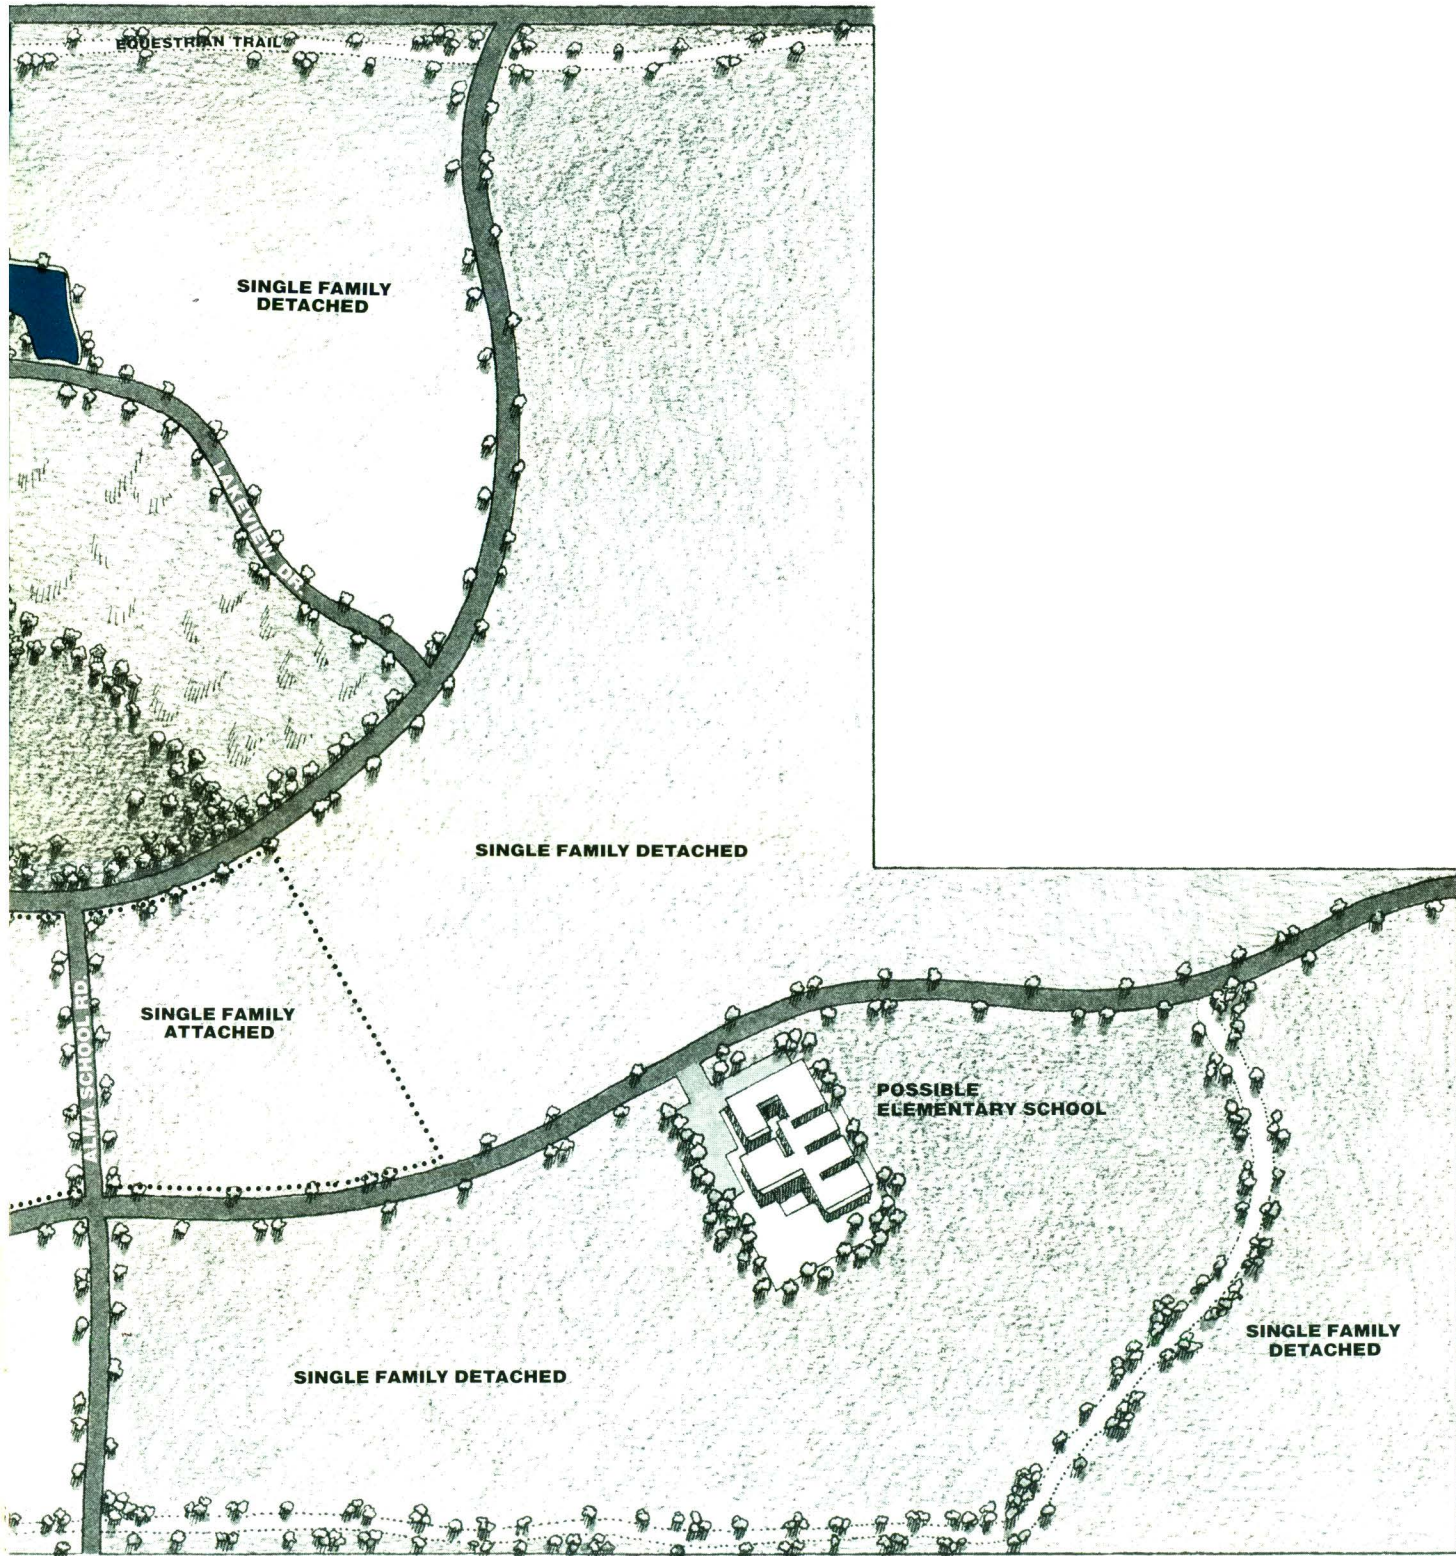 EQUESTRIAN TRAIL
SINGLE FAMILY
DETACHED
LAKEVIEW DR.
SINGLE FAMILY DETACHED
SINGLE FAMILY
ATTACHED
ALMA SCHOOL RD.
POSSIBLE
ELEMENTARY SCHOOL
SINGLE FAMILY
DETACHED
SINGLE FAMILY DETACHED